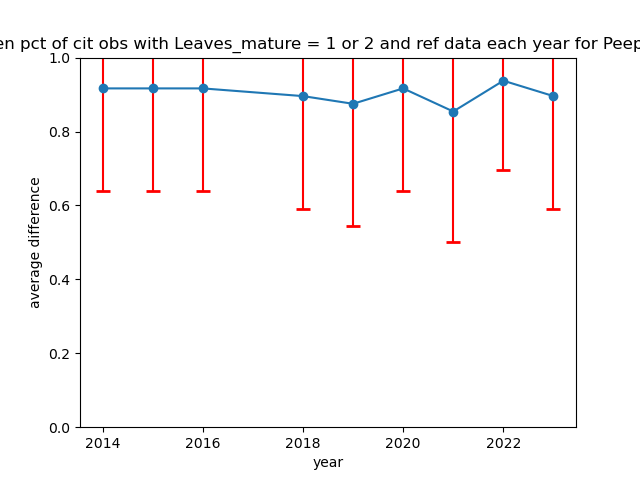 en pct of cit obs with Leaves_mature = 1 or 2 and ref data each year for Peep
1.0
0.8
0.6
0.4
0.2
0.0
average difference
2014 2016 2018 2020 2022
year